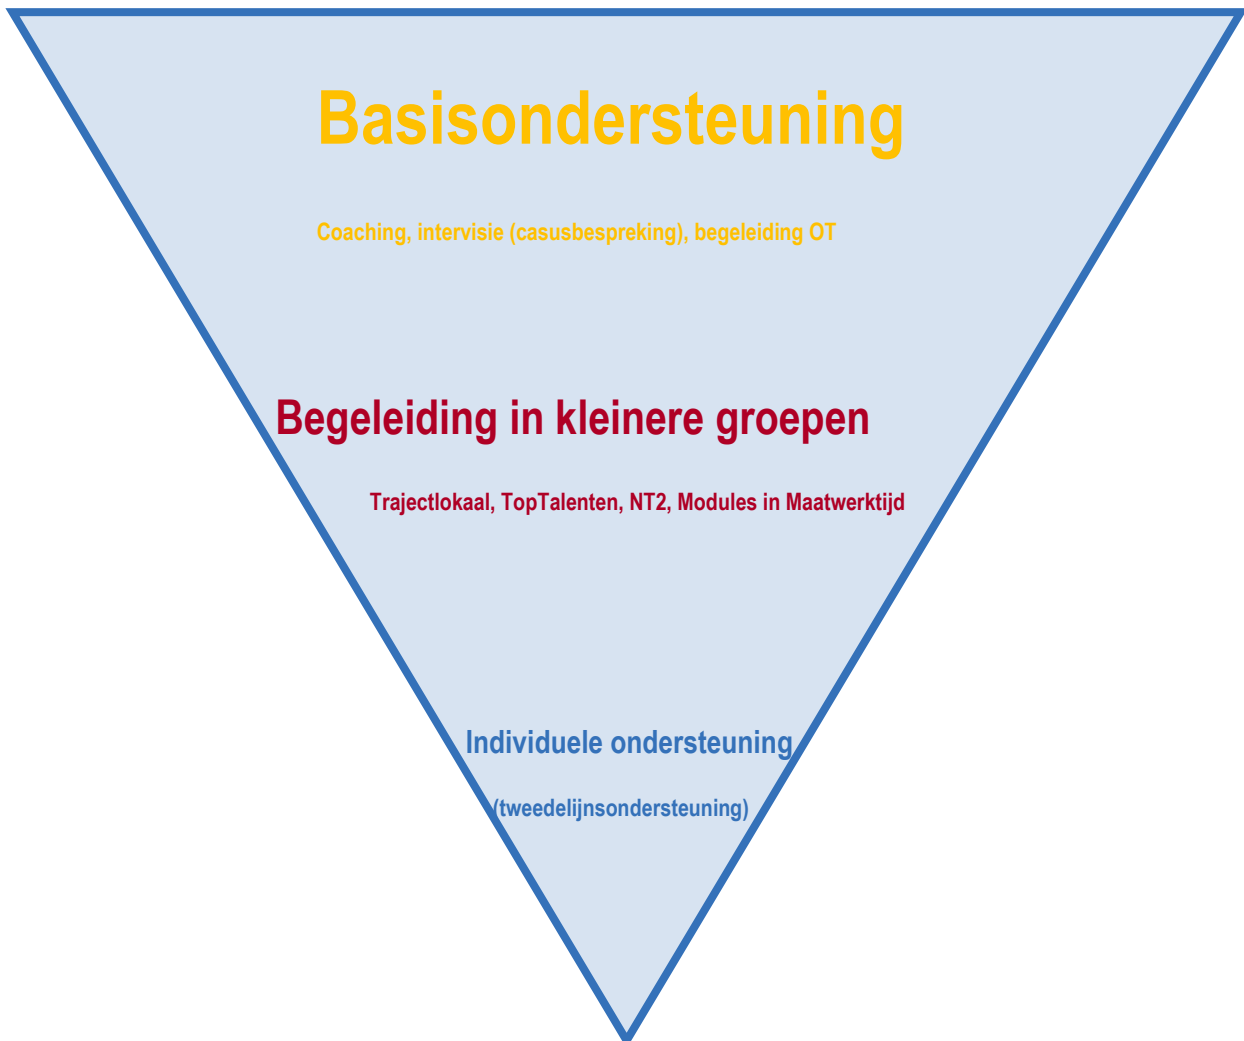 Basisondersteuning
Coaching, intervisie (casusbespreking), begeleiding OT
Begeleiding in kleinere groepen
Trajectlokaal, TopTalenten, NT2, Modules in Maatwerktijd
Individuele ondersteuning
(tweedelijnsondersteuning)